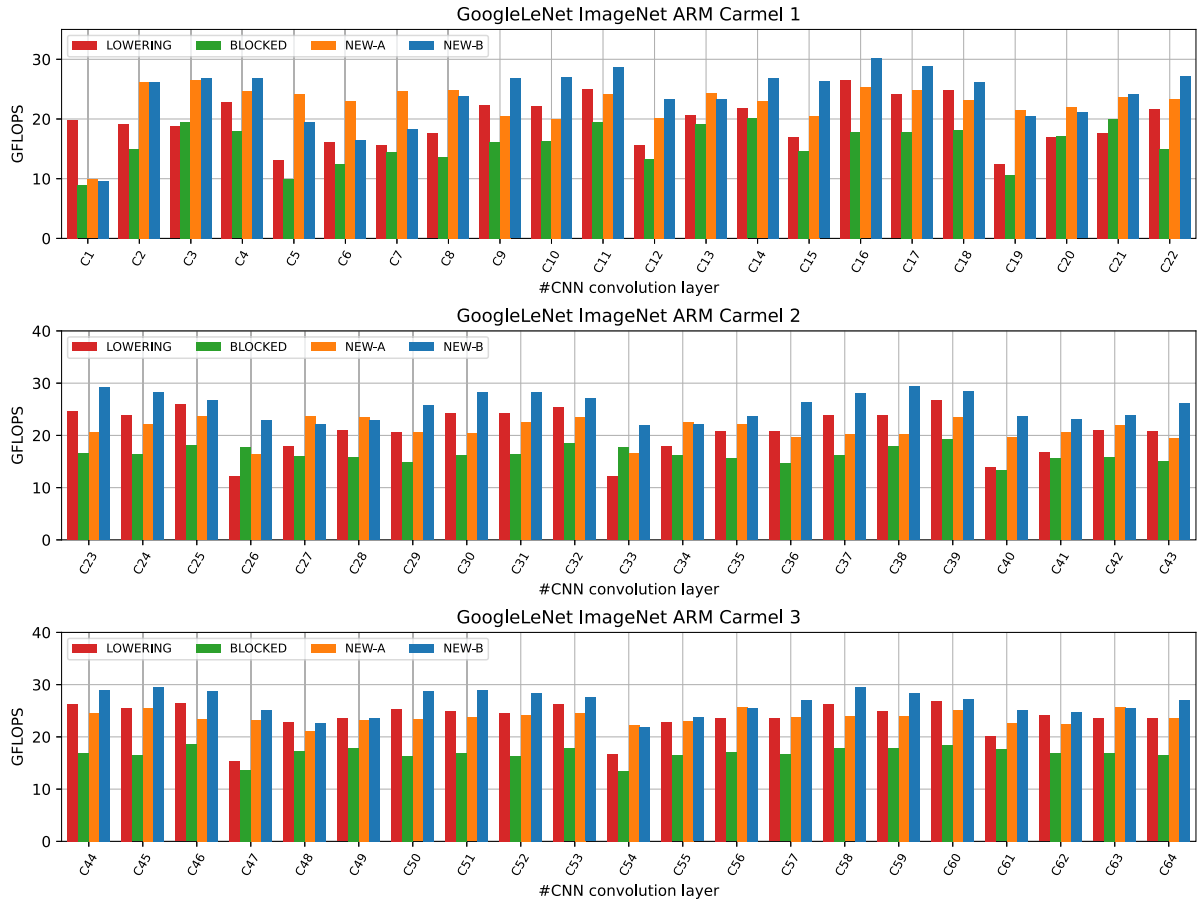 GoogleLeNet ImageNet ARM Carmel 1
LOWERING BLOCKED NEW-A NEW-B
GFLOPS
30
20
10
0
C1 C2 C3 C4 C5 C6 C7 C8 C9 C10 C11 C12 C13 C14 C15 C16 C17 C18 C19 C20 C21 C22
#CNN convolution layer
GoogleLeNet ImageNet ARM Carmel 2
LOWERING BLOCKED NEW-A NEW-B
GFLOPS
40
30
20
10
0
C23 C24 C25 C26 C27 C28 C29 C30 C31 C32 C33 C34 C35 C36 C37 C38 C39 C40 C41 C42 C43
#CNN convolution layer
GoogleLeNet ImageNet ARM Carmel 3
LOWERING BLOCKED NEW-A NEW-B
GFLOPS
40
30
20
10
0
C44 C45 C46 C47 C48 C49 C50 C51 C52 C53 C54 C55 C56 C57 C58 C59 C60 C61 C62 C63 C64
#CNN convolution layer